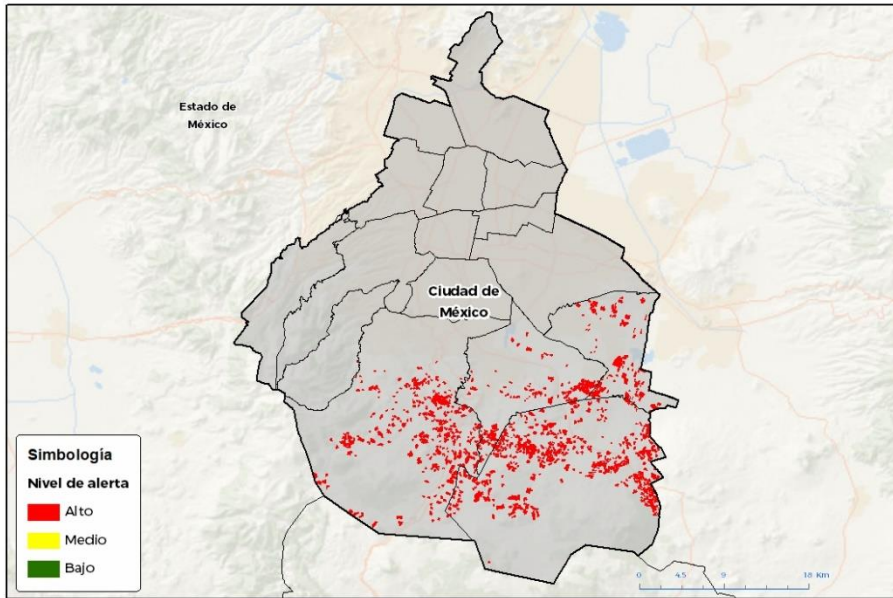 Estado de
México
Ciudad de
México
Simbología
Nivel de alerta
Alto
Medio
Bajo
0 4.5 9 18 Km